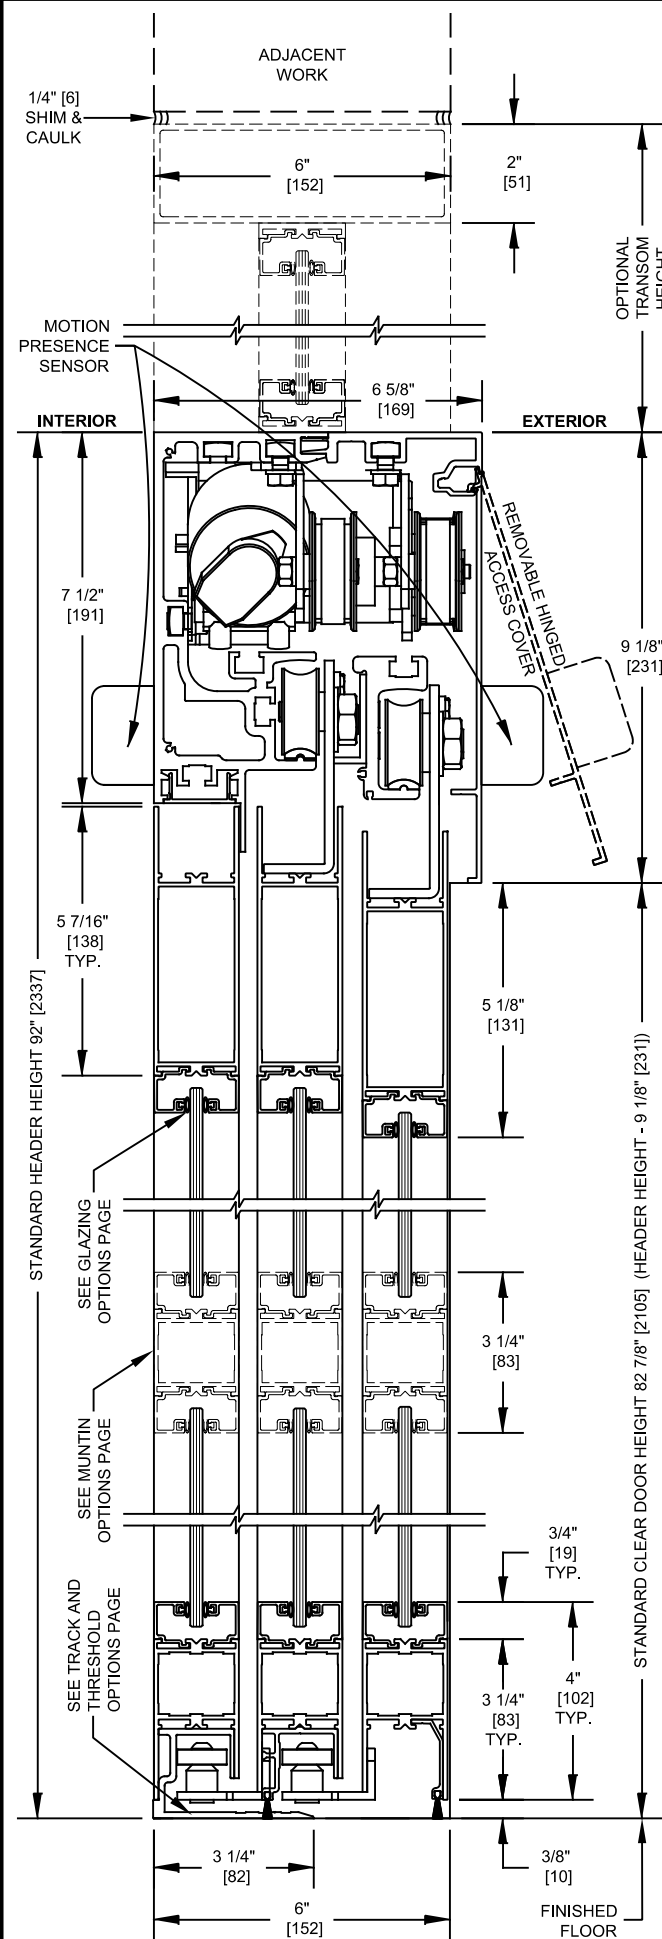 ADJACENT
WORK
1/4" [6]
SHIM &
CAULK
6"
[152]
2"
[51]
OPTIONAL
TRANSOM
HEIGHT
MOTION
PRESENCE
SENSOR
6 5/8"
[169]
INTERIOR
EXTERIOR
REMOVABLE HINGED
ACCESS COVER
7 1/2"
[191]
9 1/8"
[231]
5 7/16"
[138]
TYP.
5 1/8"
[131]
STANDARD HEADER HEIGHT 92" [2337]
STANDARD CLEAR DOOR HEIGHT 82 7/8" [2105] (HEADER HEIGHT - 9 1/8" [231])
SEE GLAZING
OPTIONS PAGE
3 1/4"
[83]
SEE MUNTIN
OPTIONS PAGE
3/4"
[19]
TYP.
SEE TRACK AND
THRESHOLD
OPTIONS PAGE
3 1/4"
[83]
TYP.
4"
[102]
TYP.
3 1/4"
[82]
3/8"
[10]
6"
[152]
FINISHED
FLOOR